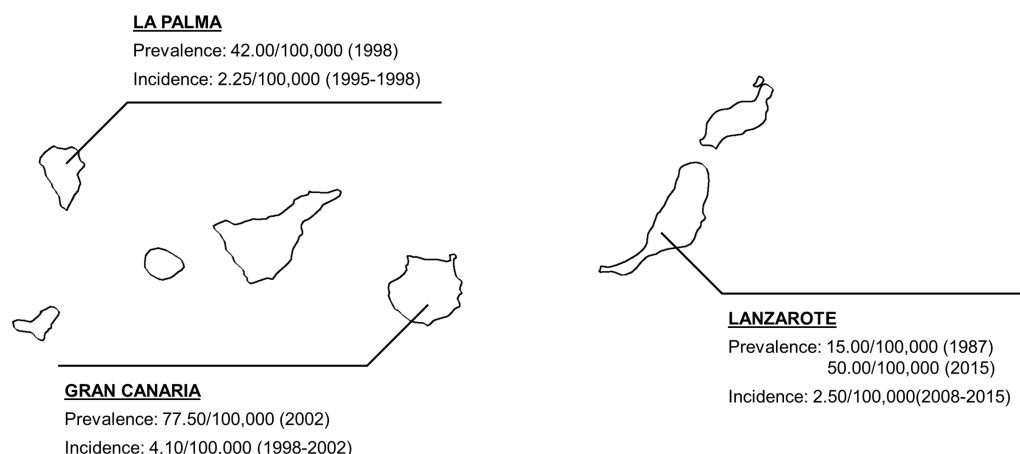 LA PALMA
Prevalence: 42.00/100,000 (1998)
Incidence: 2.25/100,000 (1995-1998)
GRAN CANARIA
Prevalence: 77.50/100,000 (2002)
Incidence: 4.10/100.000 (1998-2002)
LANZAROTE
Prevalence: 15.00/100,000 (1987)
50.00/100,000 (2015)
Incidence: 2.50/100,000(2008-2015)